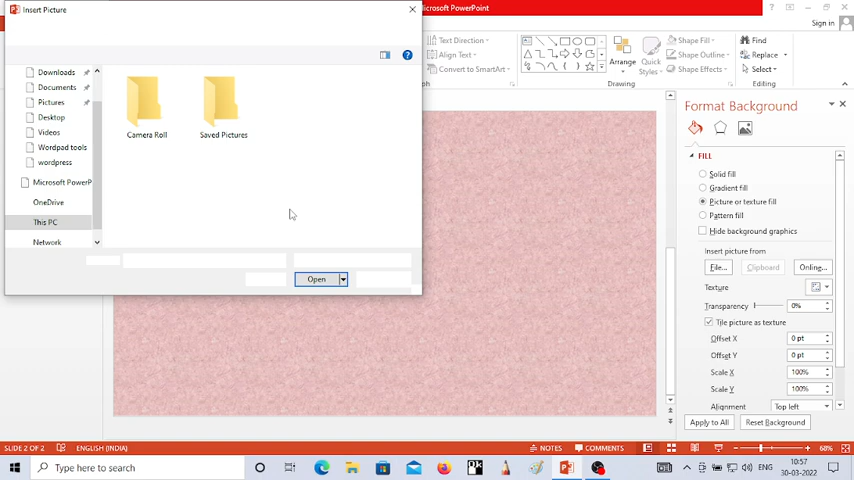 Insert Picture
Microsoft PowerPoint
Sign in
Downloads
Documents
Pictures
Desktop
Videos
Wordpad tools
wordpress
Microsoft PowerP
OneDrive
This PC
Network
Camera Roll
Saved Pictures
Open
Text Direction
Align Text
Convert to SmartArt
Arrange
Quick
Styles
Shape Fill
Shape Outline
Shape Effects
Drawing
Find
Replace
Select
Editing
Format Background
FILL
Solid fill
Gradient fill
Picture or texture fill
Pattern fill
Hide background graphics
Insert picture from
File...
Clipboard
Online...
Texture
Transparency
0%
Tile picture as texture
Offset X
0 pt
Offset Y
0 pt
Scale X
100%
Scale Y
100%
Alignment
Top left
Apply to All
Reset Background
SLIDE 2 OF 2
ENGLISH (INDIA)
NOTES
COMMENTS
68%
Type here to search
ENG
10:57
30-03-2022